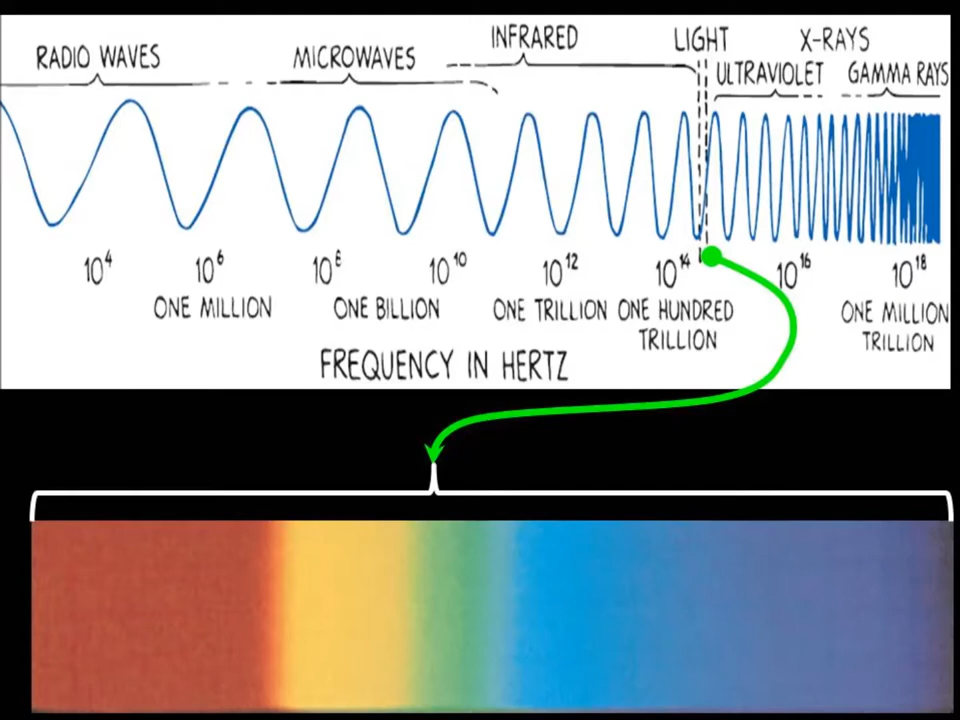 INFRARED LIGHT X-RAYS
RADIO WAVES MICROWAVES ULTRAVIOLET GAMMA RAYS
10⁴ 10⁶ 10⁸ 10¹⁰ 10¹² 10¹⁴ 10¹⁶ 10¹⁸
ONE MILLION ONE BILLION ONE TRILLION ONE HUNDRED TRILLION ONE MILLION TRILLION
FREQUENCY IN HERTZ